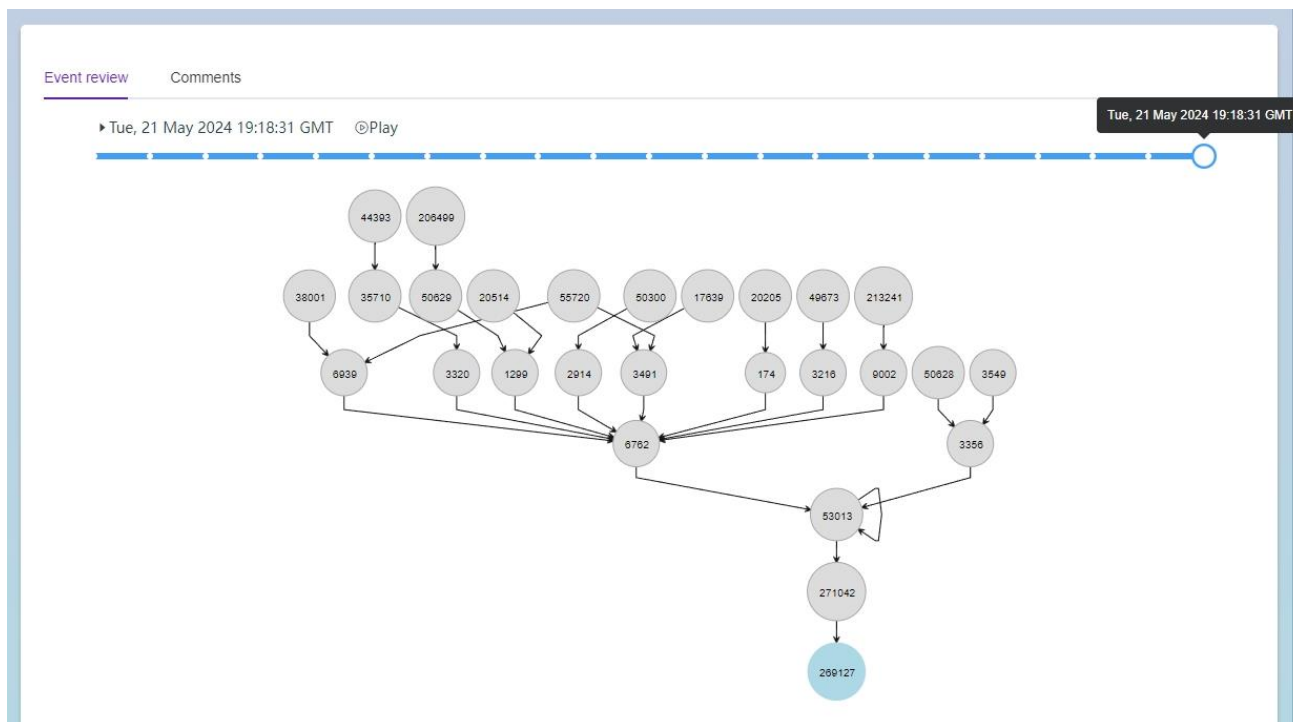 Event review Comments
Tue, 21 May 2024 19:18:31 GMT
Tue, 21 May 2024 19:18:31 GMT Play
44393 206499
38001 35710 50629 20514 55720 50300 17639 20205 49673 213241
6939 3320 1299 2914 3491 174 3216 9002 50628 3549
6762 3356
53013
271042
269127